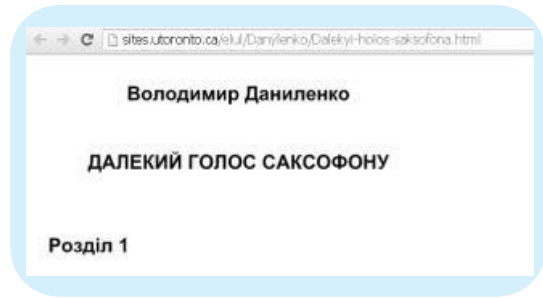 sites.utoronto.ca/elul/Danylenko/Dalekyi-holos-saksofona.html
Володимир Даниленко
ДАЛЕКИЙ ГОЛОС САКСОФОНУ
Розділ 1